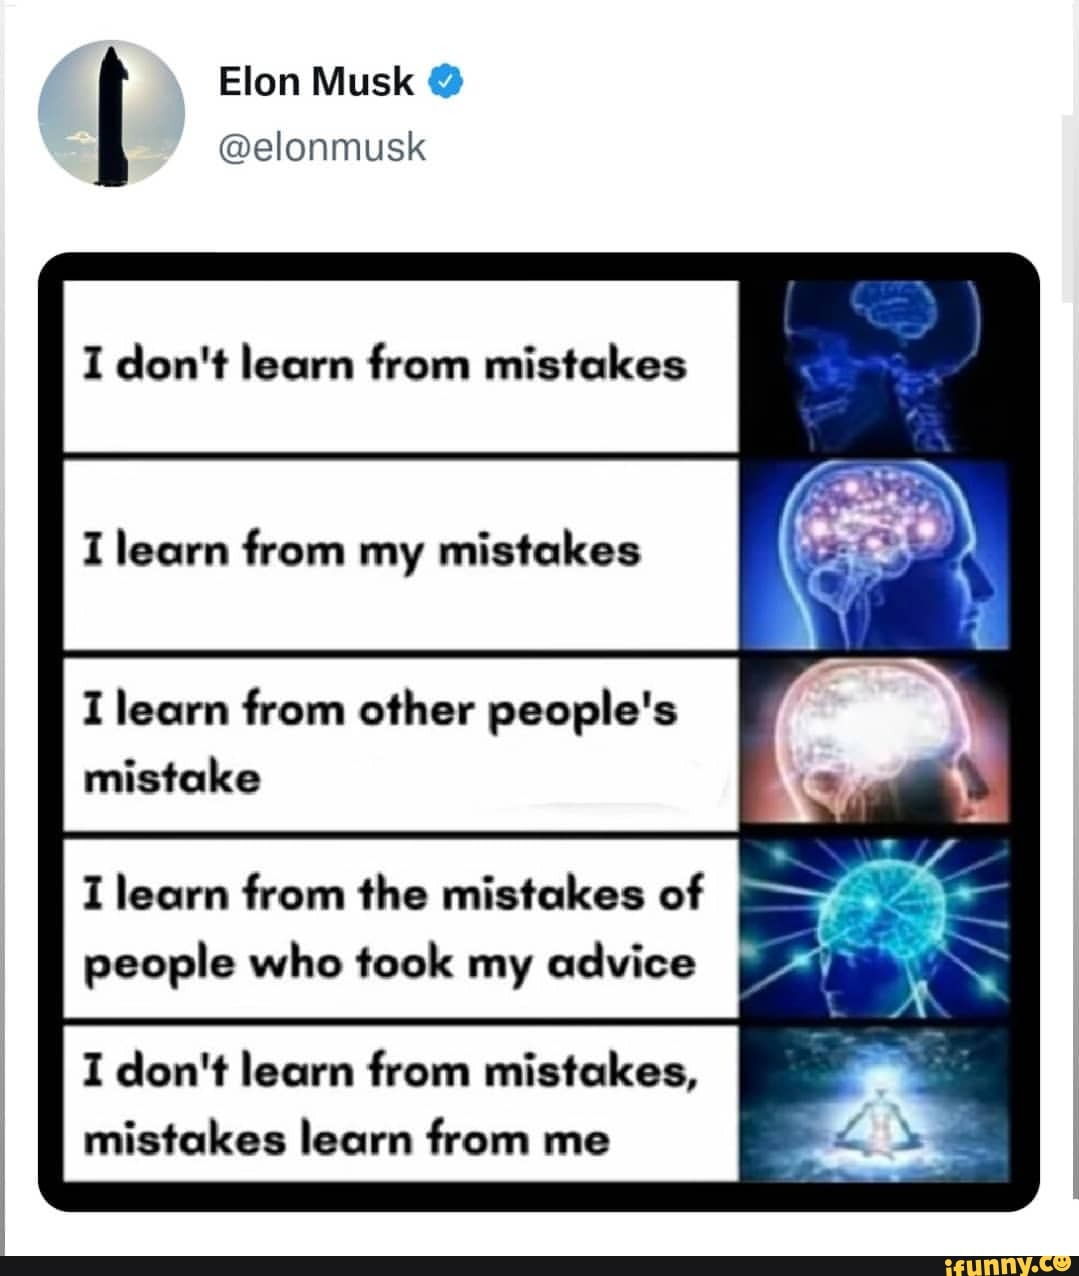 Elon Musk
@elonmusk
I don't learn from mistakes
I learn from my mistakes
I learn from other people's
mistake
I learn from the mistakes of
people who took my advice
I don't learn from mistakes,
mistakes learn from me
ifunny.co